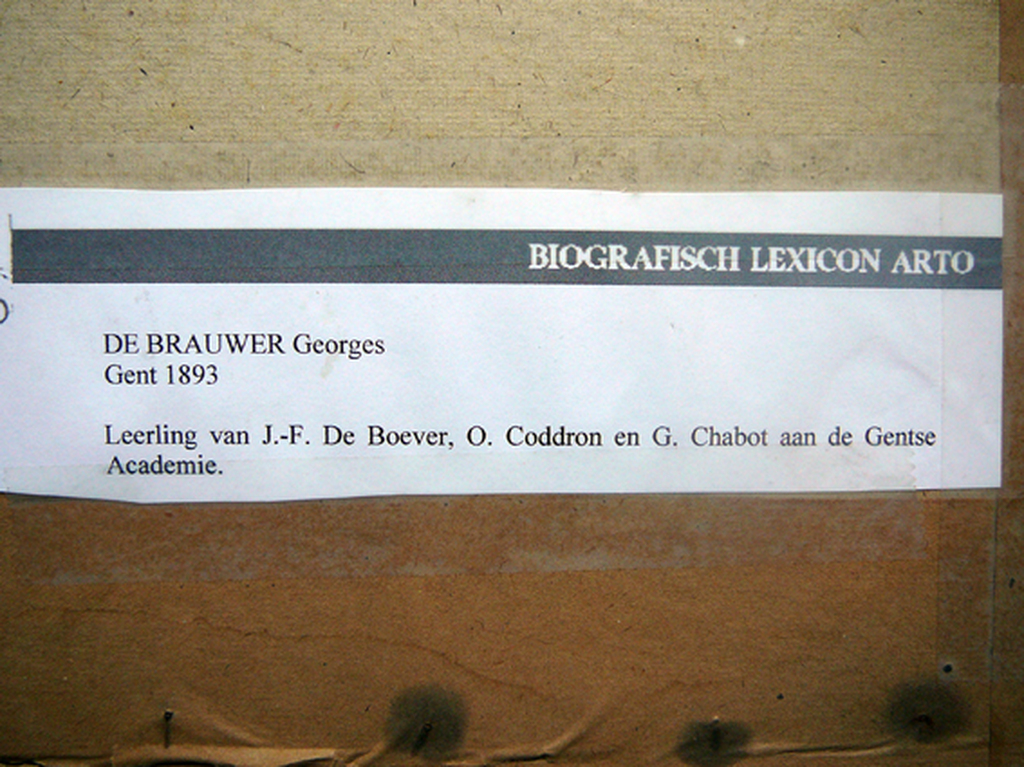 BIOGRAFISCH LEXICON ARTO
DE BRAUWER Georges
Gent 1893
Leerling van J.-F. De Boever, O. Coddron en G. Chabot aan de Gentse
Academie.